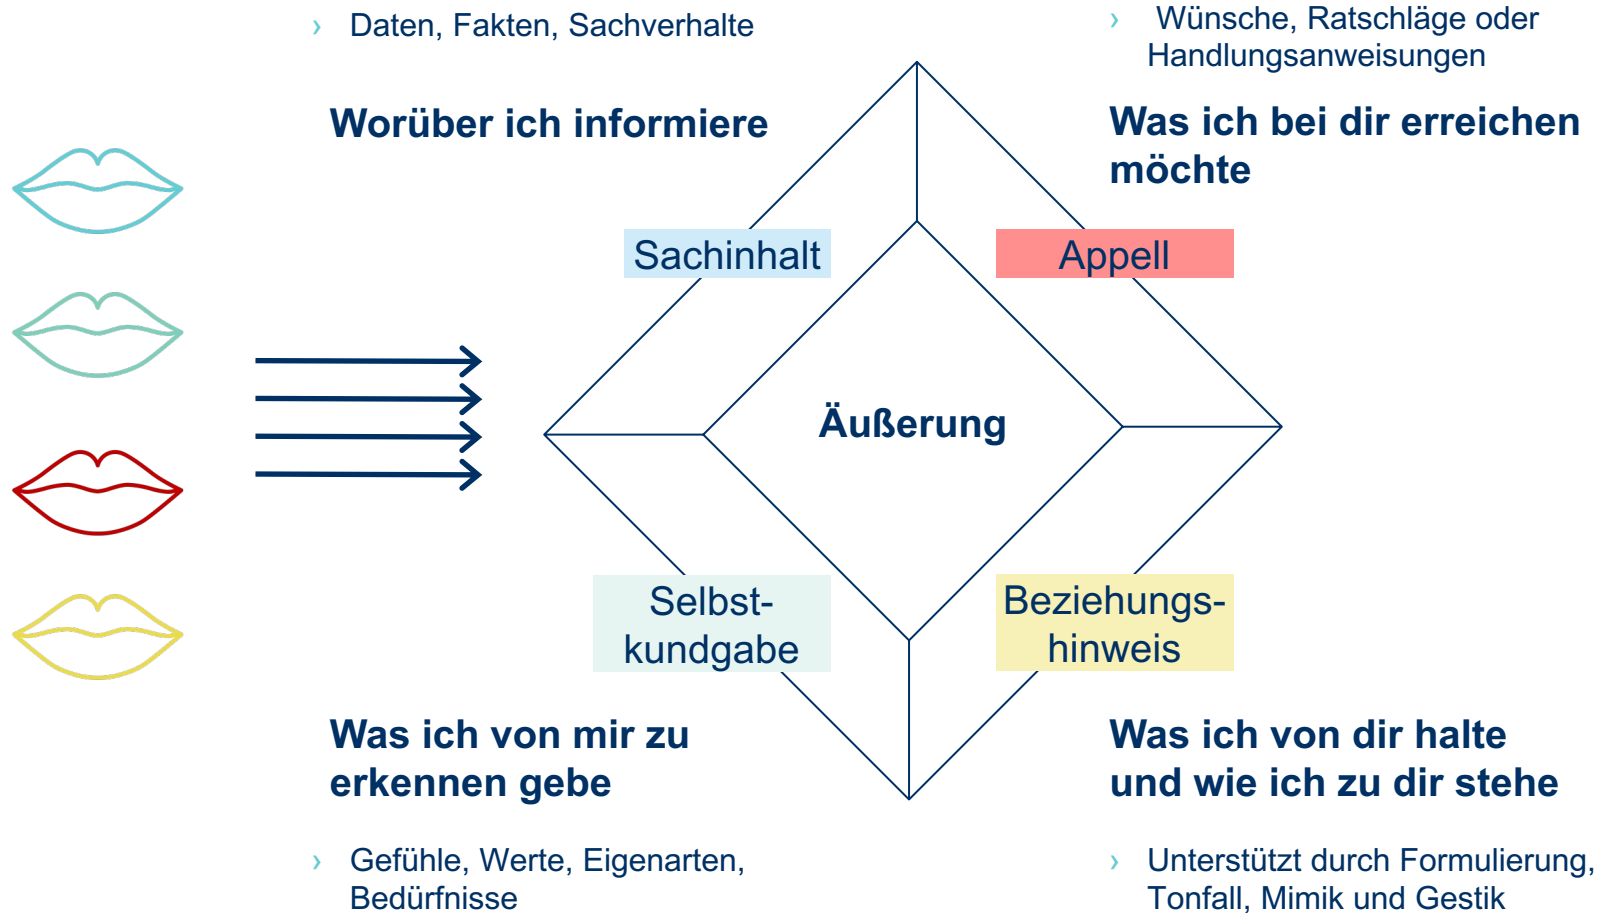 › Daten, Fakten, Sachverhalte
Worüber ich informiere
› Wünsche, Ratschläge oder
Handlungsanweisungen
Was ich bei dir erreichen
möchte
Sachinhalt
Appell
Äußerung
Selbst-
kundgabe
Beziehungs-
hinweis
Was ich von mir zu
erkennen gebe
› Gefühle, Werte, Eigenarten,
Bedürfnisse
Was ich von dir halte
und wie ich zu dir stehe
› Unterstützt durch Formulierung,
Tonfall, Mimik und Gestik